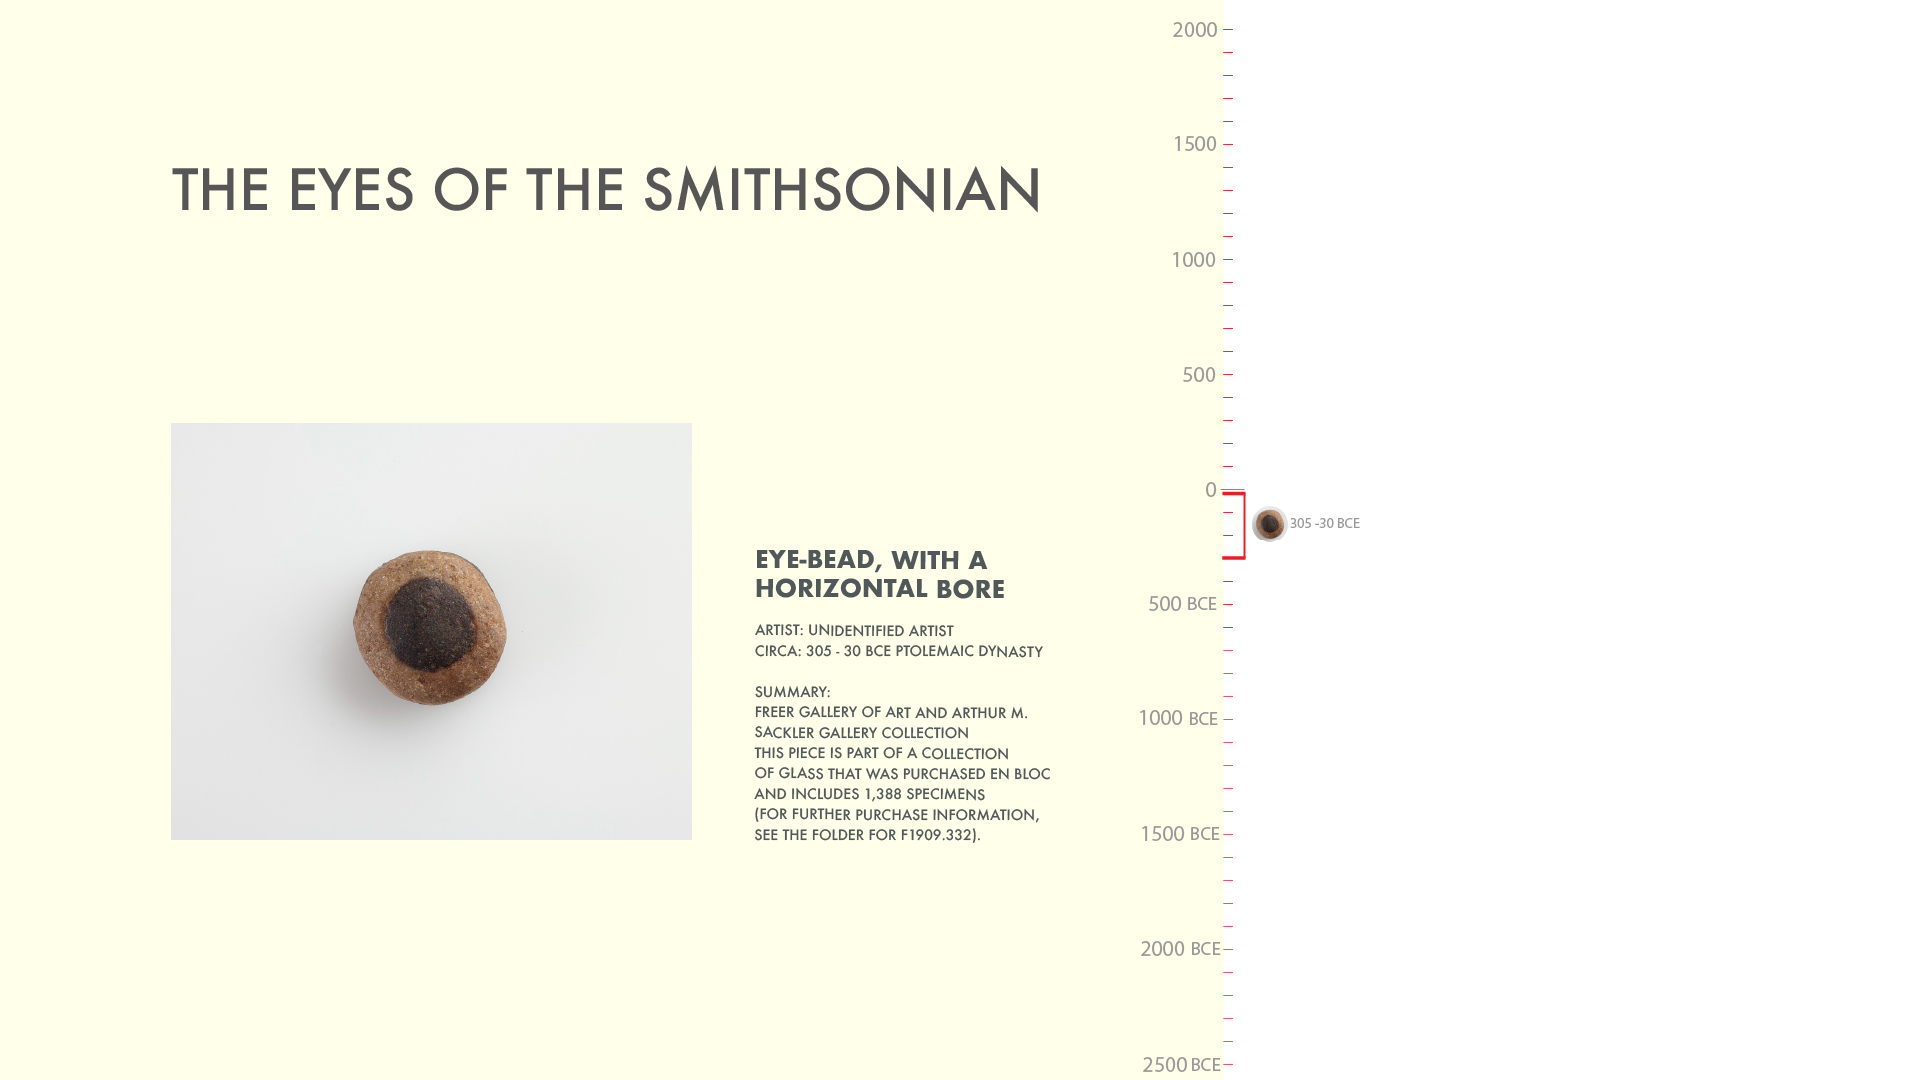 THE EYES OF THE SMITHSONIAN
EYE-BEAD, WITH A
HORIZONTAL BORE
ARTIST: UNIDENTIFIED ARTIST
CIRCA: 305 - 30 BCE PTOLEMAIC DYNASTY
SUMMARY:
FREER GALLERY OF ART AND ARTHUR M.
SACKLER GALLERY COLLECTION
THIS PIECE IS PART OF A COLLECTION
OF GLASS THAT WAS PURCHASED EN BLOC
AND INCLUDES 1,388 SPECIMENS
(FOR FURTHER PURCHASE INFORMATION,
SEE THE FOLDER FOR F1909.332).
2000
1500
1000
500
0
305 -30 BCE
500 BCE
1000 BCE
1500 BCE
2000 BCE
2500 BCE